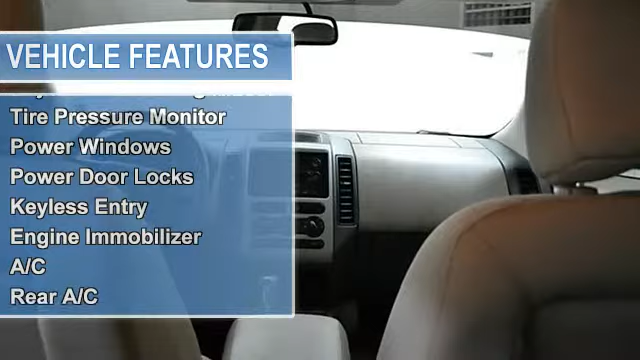 VEHICLE FEATURES
Tire Pressure Monitor
Power Windows
Power Door Locks
Keyless Entry
Engine Immobilizer
A/C
Rear A/C